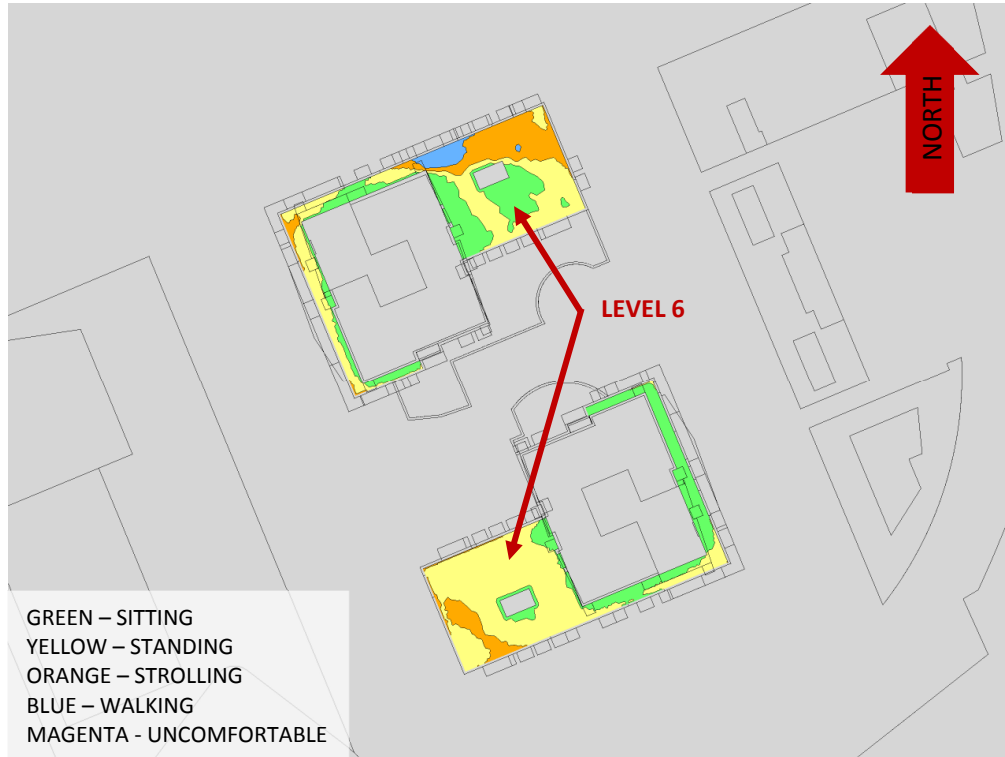 NORTH
LEVEL 6
GREEN – SITTING
YELLOW – STANDING
ORANGE – STROLLING
BLUE – WALKING
MAGENTA - UNCOMFORTABLE